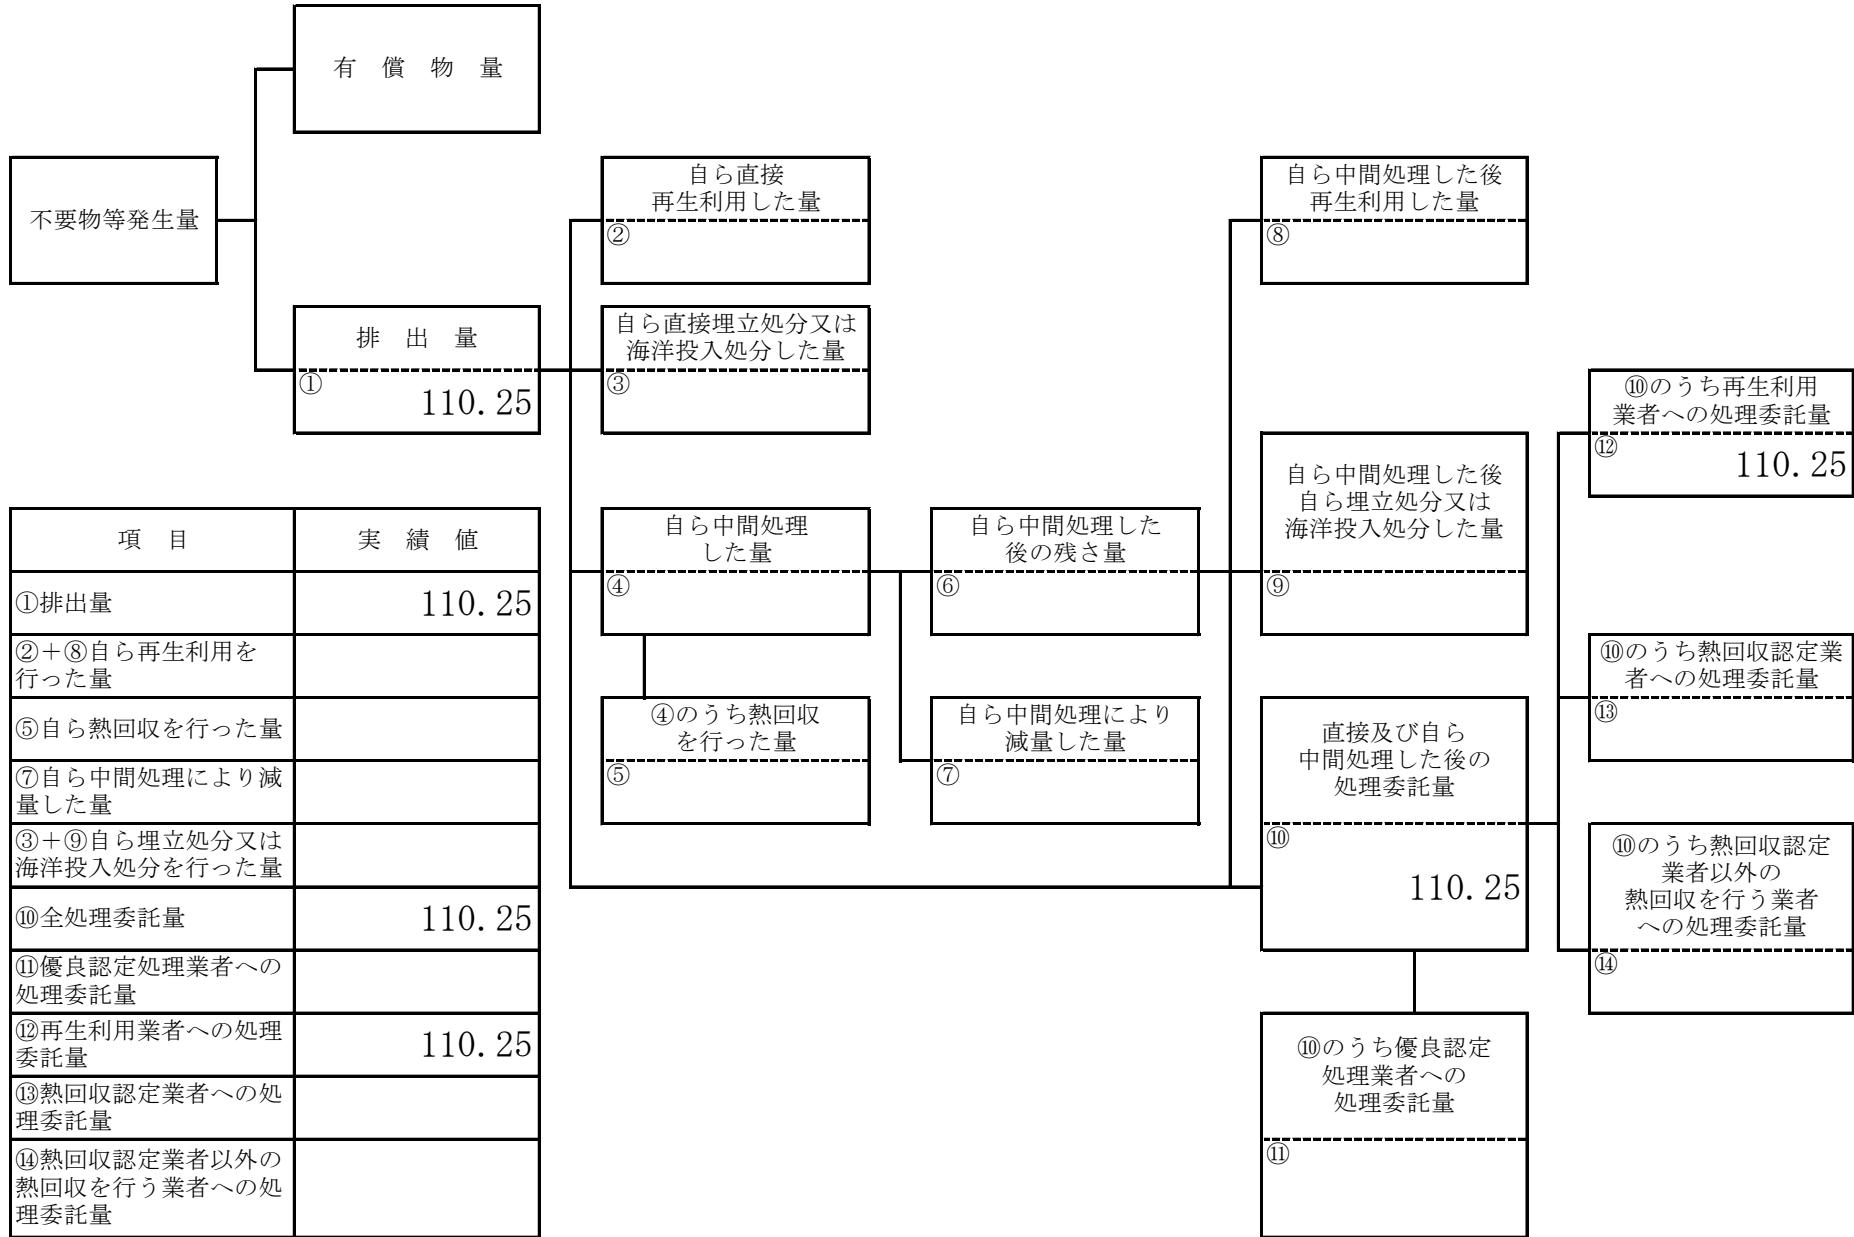 有 償 物 量
不要物等発生量
排 出 量
①
110.25
自ら直接
再生利用した量
②
自ら直接埋立処分又は
海洋投入処分した量
③
自ら中間処理
した量
④
④のうち熱回収
を行った量
⑤
自ら中間処理した
後の残さ量
⑥
自ら中間処理により
減量した量
⑦
自ら中間処理した後
再生利用した量
⑧
自ら中間処理した後
自ら埋立処分又は
海洋投入処分した量
⑨
直接及び自ら
中間処理した後の
処理委託量
⑩
110.25
⑩のうち優良認定
処理業者への
処理委託量
⑪
⑩のうち再生利用
業者への処理委託量
⑫
110.25
⑩のうち熱回収認定業
者への処理委託量
⑬
⑩のうち熱回収認定
業者以外の
熱回収を行う業者
への処理委託量
⑭
項 目 実 績 値
①排出量 110.25
②＋⑧自ら再生利用を
行った量
⑤自ら熱回収を行った量
⑦自ら中間処理により減
量した量
③＋⑨自ら埋立処分又は
海洋投入処分を行った量
⑩全処理委託量 110.25
⑪優良認定処理業者への
処理委託量
⑫再生利用業者への処理
委託量 110.25
⑬熱回収認定業者への処
理委託量
⑭熱回収認定業者以外の
熱回収を行う業者への処
理委託量